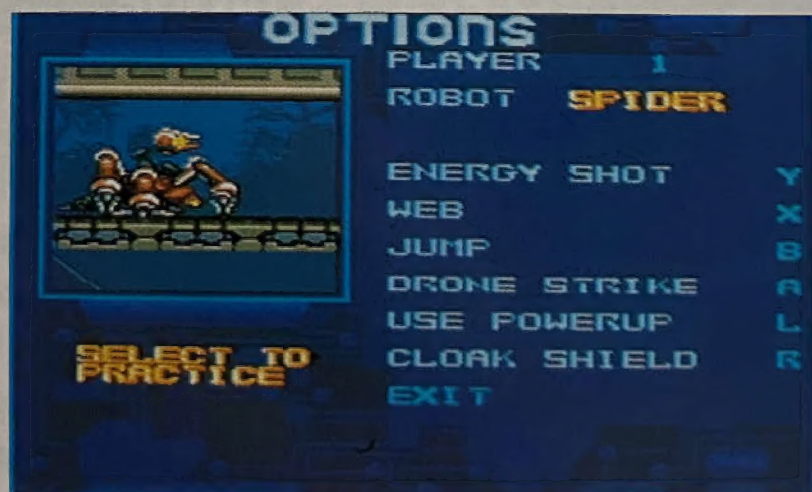 OPTIONS
PLAYER 1
ROBOT SPIDER
ENERGY SHOT Y
WEB X
JUMP B
DRONE STRIKE A
USE POWERUP L
CLOAK SHIELD R
EXIT
SELECT TO
PRACTICE